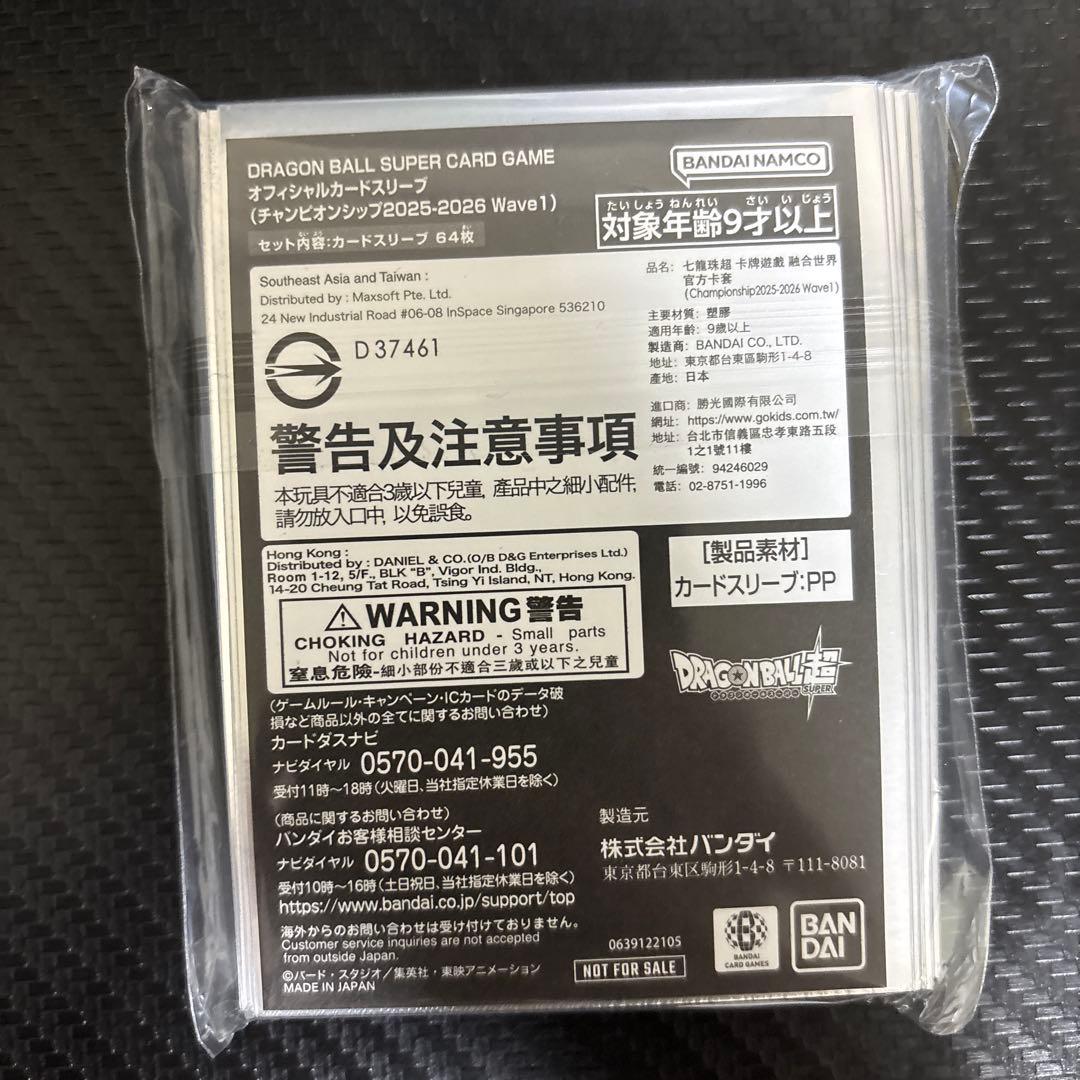 DRAGON BALL SUPER CARD GAME
オフィシャルカードスリーブ
(チャンピオンシップ2025-2026 Wave1)
セット内容:カードスリーブ 64枚
BANDAI NAMCO
たいしょうねんれい さい いじょう
対象年齢9才以上
Southeast Asia and Taiwan :
Distributed by : Maxsoft Pte. Ltd.
24 New Industrial Road #06-08 InSpace Singapore 536210
D37461
警告及注意事項
本玩具不適合3歲以下兒童, 產品中之細小配件,
請勿放入口中, 以免誤食。
品名: 七龍珠超 卡牌遊戲 融合世界
官方卡套
(Championship2025-2026 Wave1)
主要材質: 塑膠
適用年齡: 9歲以上
製造商: BANDAI CO., LTD.
地址: 東京都台東區駒形1-4-8
產地: 日本
進口商: 勝光國際有限公司
網址: https://www.gokids.com.tw/
地址: 台北市信義區忠孝東路五段
1之1號11樓
統一編號: 94246029
電話: 02-8751-1996
Hong Kong :
Distributed by : DANIEL & CO.(O/B D&G Enterprises Ltd.)
Room 1-12, 5/F., BLK "B", Vigor Ind. Bldg.,
14-20 Cheung Tat Road, Tsing Yi Island, NT, Hong Kong.
⚠WARNING 警告
CHOKING HAZARD - Small parts
Not for children under 3 years.
窒息危險-細小部份不適合三歲或以下之兒童
[製品素材]
カードスリーブ:PP
DRAGONBALL超
SUPER
(ゲームルール・キャンペーン・ICカードのデータ破
損など商品以外の全てに関するお問い合わせ)
カードダスナビ
ナビダイヤル 0570-041-955
受付11時~18時(火曜日、当社指定休業日を除く)
(商品に関するお問い合わせ)
バンダイお客様相談センター
ナビダイヤル 0570-041-101
受付10時~16時(土日祝日、当社指定休業日を除く)
https://www.bandai.co.jp/support/top
海外からのお問い合わせは受け付けておりません。
Customer service inquiries are not accepted
from outside Japan.
©バード・スタジオ/集英社・東映アニメーション
MADE IN JAPAN
製造元
株式会社バンダイ
東京都台東区駒形1-4-8 〒111-8081
0639122105
NOT FOR SALE
BANDAI
CARD GAMES
BAN
DAI